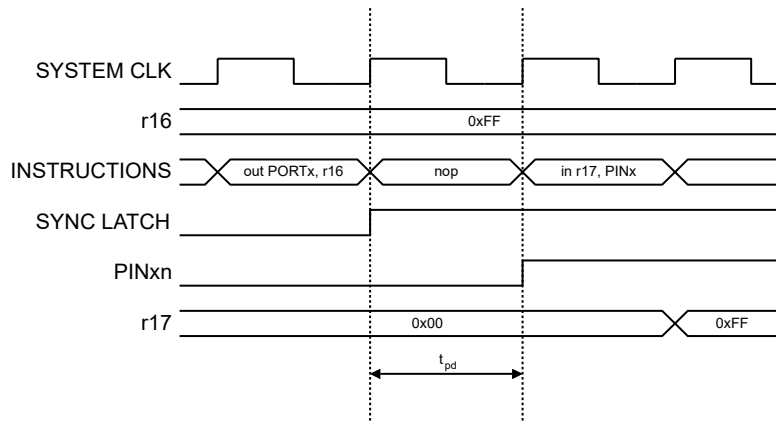 SYSTEM CLK
r16
0xFF
INSTRUCTIONS
out PORTx, r16
nop
in r17, PINx
SYNC LATCH
PINxn
r17
0x00
0xFF
tpd